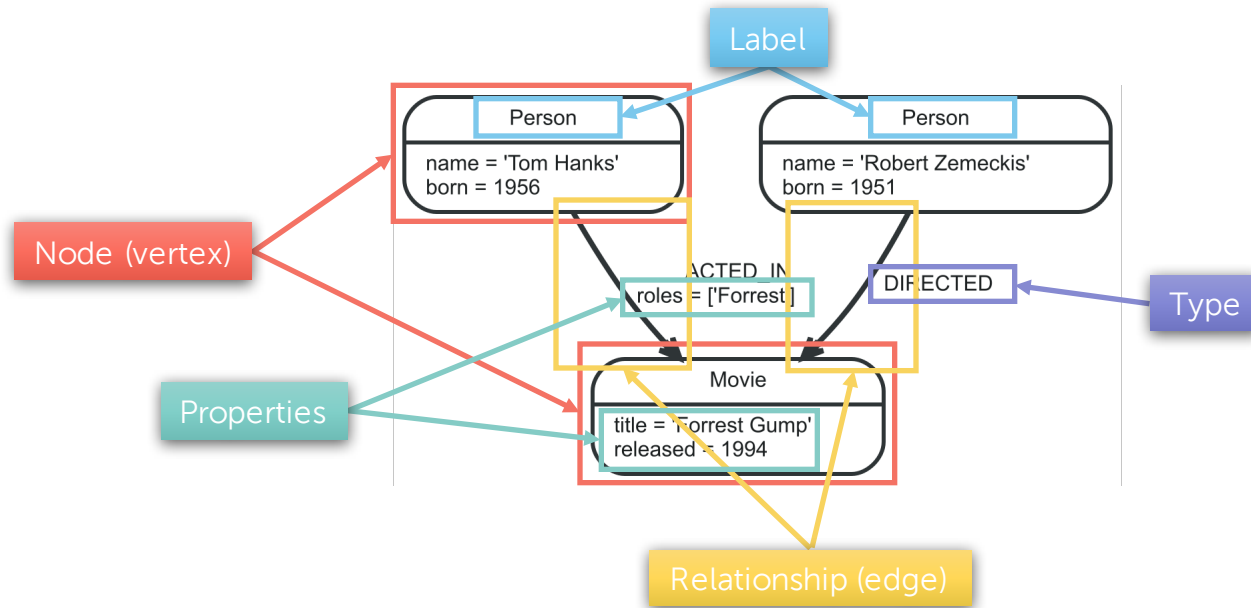 Label
Person
Person
name = 'Tom Hanks'
born = 1956
name = 'Robert Zemeckis'
born = 1951
Node (vertex)
ACTED_IN
roles = ['Forrest']
DIRECTED
Type
Movie
Properties
title = 'Forrest Gump'
released = 1994
Relationship (edge)